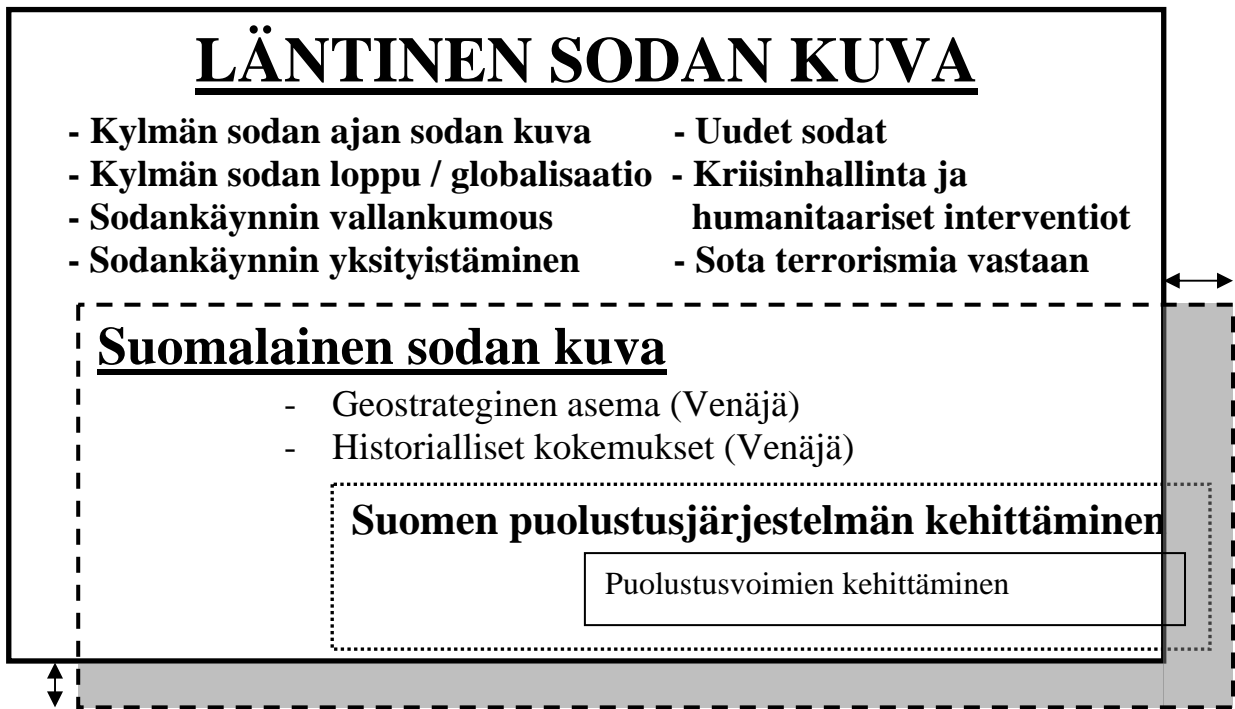 LÄNTINEN SODAN KUVA
- Kylmän sodan ajan sodan kuva
- Kylmän sodan loppu / globalisaatio
- Sodankäynnin vallankumous
- Sodankäynnin yksityistäminen
- Uudet sodat
- Kriisinhallinta ja
humanitaariset interventiot
- Sota terrorismia vastaan
Suomalainen sodan kuva
- Geostrateginen asema (Venäjä)
- Historialliset kokemukset (Venäjä)
Suomen puolustusjärjestelmän kehittäminen
Puolustusvoimien kehittäminen